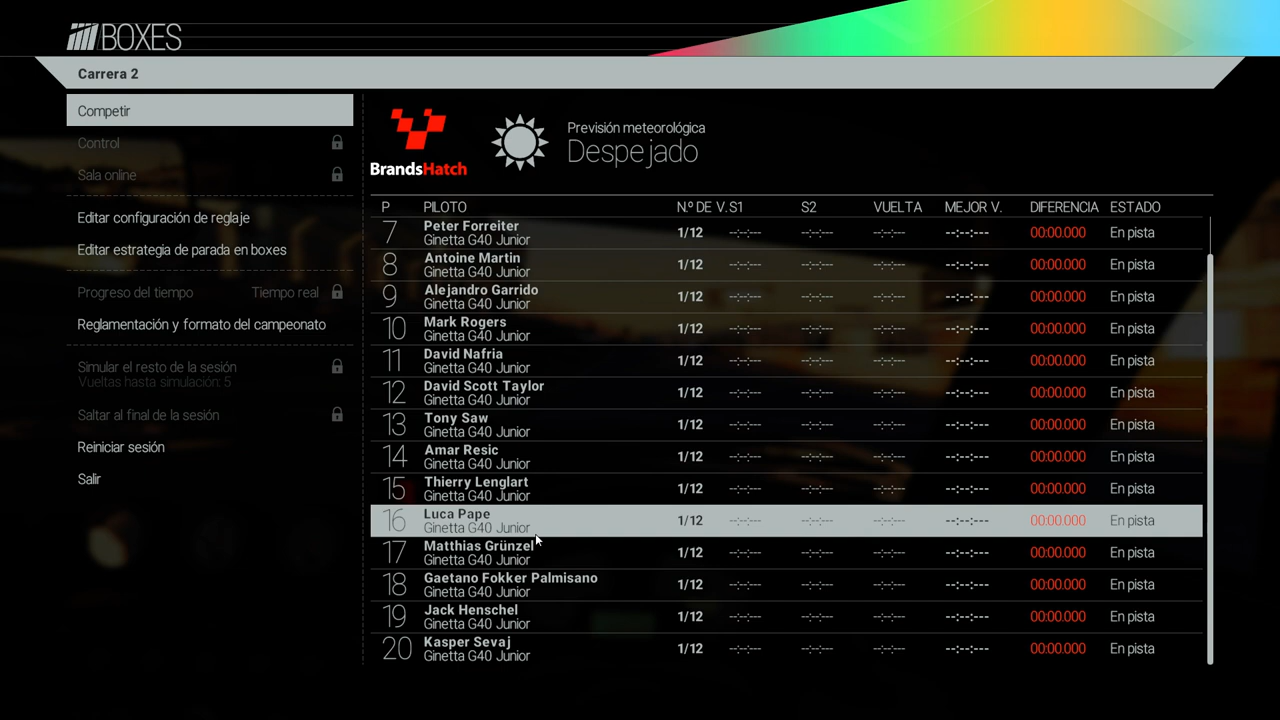 BOXES
Carrera 2
Competir
Control
Sala online
Editar configuración de reglaje
Editar estrategia de parada en boxes
Progreso del tiempo Tiempo real
Reglamentación y formato del campeonato
Simular el resto de la sesión
Vueltas hasta simulación: 5
Saltar al final de la sesión
Reiniciar sesión
Salir
BrandsHatch
Previsión meteorológica
Despejado
P PILOTO N.º DE V. S1 S2 VUELTA MEJOR V. DIFERENCIA ESTADO
7 Peter Forreiter 1/12 --:--:--- --:--:--- --:--:--- --:--:--- 00:00.000 En pista
Ginetta G40 Junior
8 Antoine Martin 1/12 --:--:--- --:--:--- --:--:--- --:--:--- 00:00.000 En pista
Ginetta G40 Junior
9 Alejandro Garrido 1/12 --:--:--- --:--:--- --:--:--- --:--:--- 00:00.000 En pista
Ginetta G40 Junior
10 Mark Rogers 1/12 --:--:--- --:--:--- --:--:--- --:--:--- 00:00.000 En pista
Ginetta G40 Junior
11 David Nafria 1/12 --:--:--- --:--:--- --:--:--- --:--:--- 00:00.000 En pista
Ginetta G40 Junior
12 David Scott Taylor 1/12 --:--:--- --:--:--- --:--:--- --:--:--- 00:00.000 En pista
Ginetta G40 Junior
13 Tony Saw 1/12 --:--:--- --:--:--- --:--:--- --:--:--- 00:00.000 En pista
Ginetta G40 Junior
14 Amar Resic 1/12 --:--:--- --:--:--- --:--:--- --:--:--- 00:00.000 En pista
Ginetta G40 Junior
15 Thierry Lenglart 1/12 --:--:--- --:--:--- --:--:--- --:--:--- 00:00.000 En pista
Ginetta G40 Junior
16 Luca Pape 1/12 --:--:--- --:--:--- --:--:--- --:--:--- 00:00.000 En pista
Ginetta G40 Junior
17 Matthias Grünzel 1/12 --:--:--- --:--:--- --:--:--- --:--:--- 00:00.000 En pista
Ginetta G40 Junior
18 Gaetano Fokker Palmisano 1/12 --:--:--- --:--:--- --:--:--- --:--:--- 00:00.000 En pista
Ginetta G40 Junior
19 Jack Henschel 1/12 --:--:--- --:--:--- --:--:--- --:--:--- 00:00.000 En pista
Ginetta G40 Junior
20 Kasper Sevaj 1/12 --:--:--- --:--:--- --:--:--- --:--:--- 00:00.000 En pista
Ginetta G40 Junior